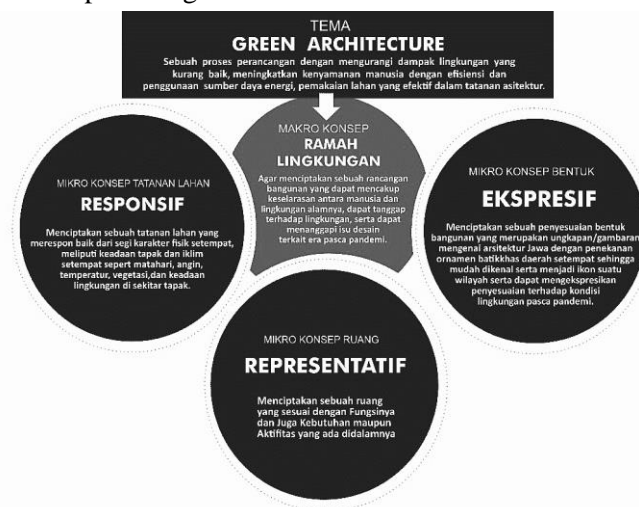 TEMA
GREEN ARCHITECTURE
Sebuah proses perancangan dengan mengurangi dampak lingkungan yang
kurang baik, meningkatkan kenyamanan manusia dengan efisiensi dan
penggunaan sumber daya energi, pemakaian lahan yang efektif dalam tatanan asitektur.
MAKRO KONSEP
RAMAH
LINGKUNGAN
Agar menciptakan sebuah rancangan
bangunan yang dapat mencakup
keselarasan antara manusia dan
lingkungan alamnya, dapat tanggap
terhadap lingkungan, serta dapat
menanggapi isu desain
terkait era pasca pandemi.
MIKRO KONSEP TATANAN LAHAN
RESPONSIF
Menciptakan sebuah tatanan lahan yang
merespon baik dari segi karakter fisik setempat,
meliputi keadaan tapak dan iklim
setempat sepert matahari, angin,
temperatur, vegetasi,dan keadaan
lingkungan di sekitar tapak.
MIKRO KONSEP BENTUK
EKSPRESIF
Menciptakan sebuah penyesuaian bentuk
bangunan yang merupakan ungkapan/gambaran
mengenai arsitektur Jawa dengan penekanan
ornamen batikkhas daerah setempat sehingga
mudah dikenal serta menjadi ikon suatu
wilayah serta dapat mengekspresikan
penyesuaian terhadap kondisi
lingkungan pasca pandemi.
MIKRO KONSEP RUANG
REPRESENTATIF
Menciptakan sebuah ruang
yang sesuai dengan Fungsinya
dan Juga Kebutuhan maupun
Aktifitas yang ada didalamnya